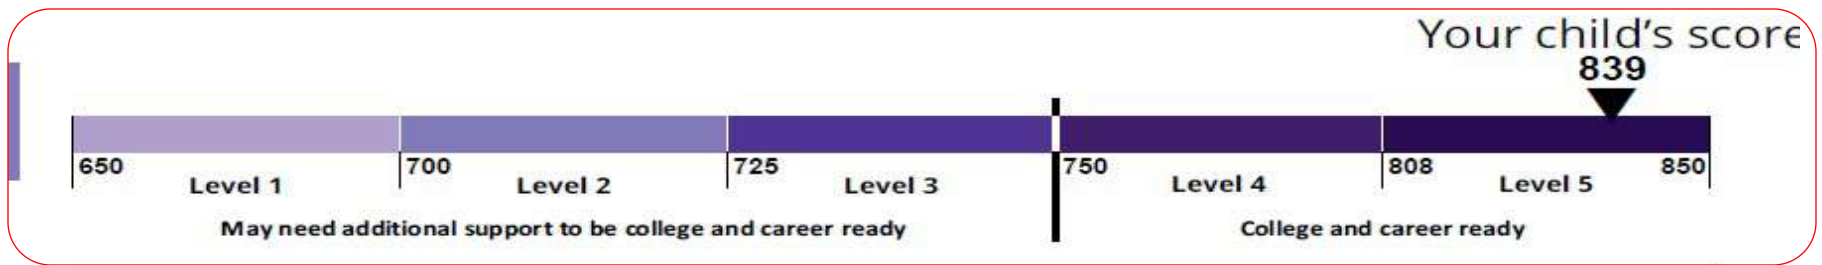 Your child's score
839
650 700 725 750 808 850
Level 1 Level 2 Level 3 Level 4 Level 5
May need additional support to be college and career ready College and career ready